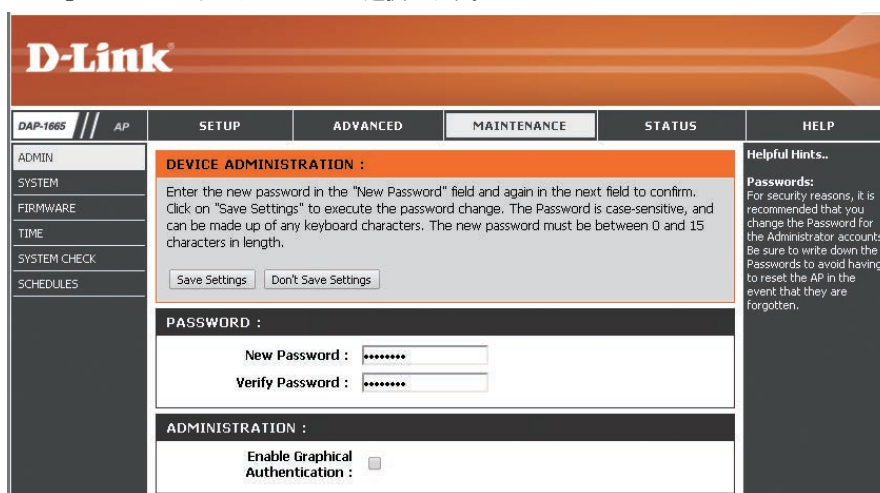 D-Link
DAP-1665 // AP
SETUP
ADVANCED
MAINTENANCE
STATUS
HELP
ADMIN
SYSTEM
FIRMWARE
TIME
SYSTEM CHECK
SCHEDULES
DEVICE ADMINISTRATION :
Enter the new password in the "New Password" field and again in the next field to confirm.
Click on "Save Settings" to execute the password change. The Password is case-sensitive, and
can be made up of any keyboard characters. The new password must be between 0 and 15
characters in length.
Save Settings
Don't Save Settings
PASSWORD :
New Password : ••••••••
Verify Password : ••••••••
ADMINISTRATION :
Enable Graphical
Authentication :
Helpful Hints..
Passwords:
For security reasons, it is
recommended that you
change the Password for
the Administrator accounts
Be sure to write down the
Passwords to avoid having
to reset the AP in the
event that they are
forgotten.